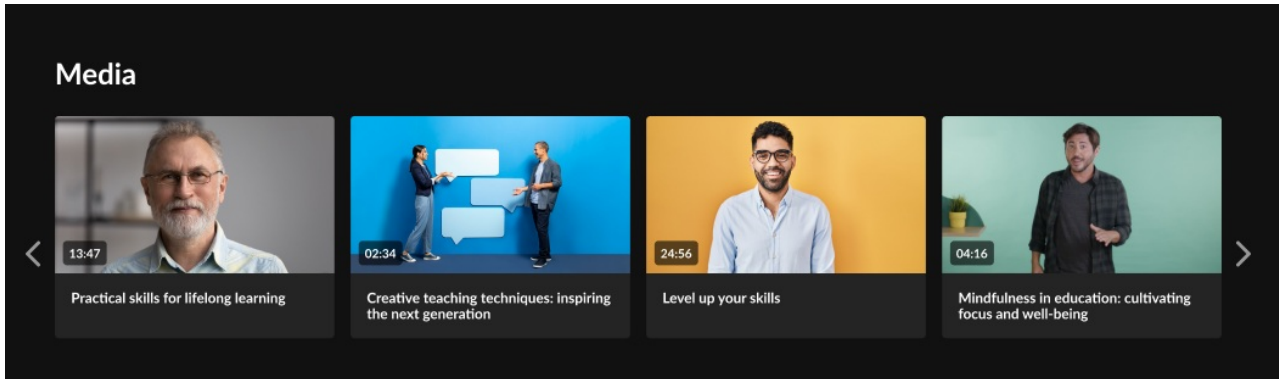 Media
13:47
02:34
24:56
04:16
Practical skills for lifelong learning
Creative teaching techniques: inspiring
the next generation
Level up your skills
Mindfulness in education: cultivating
focus and well-being